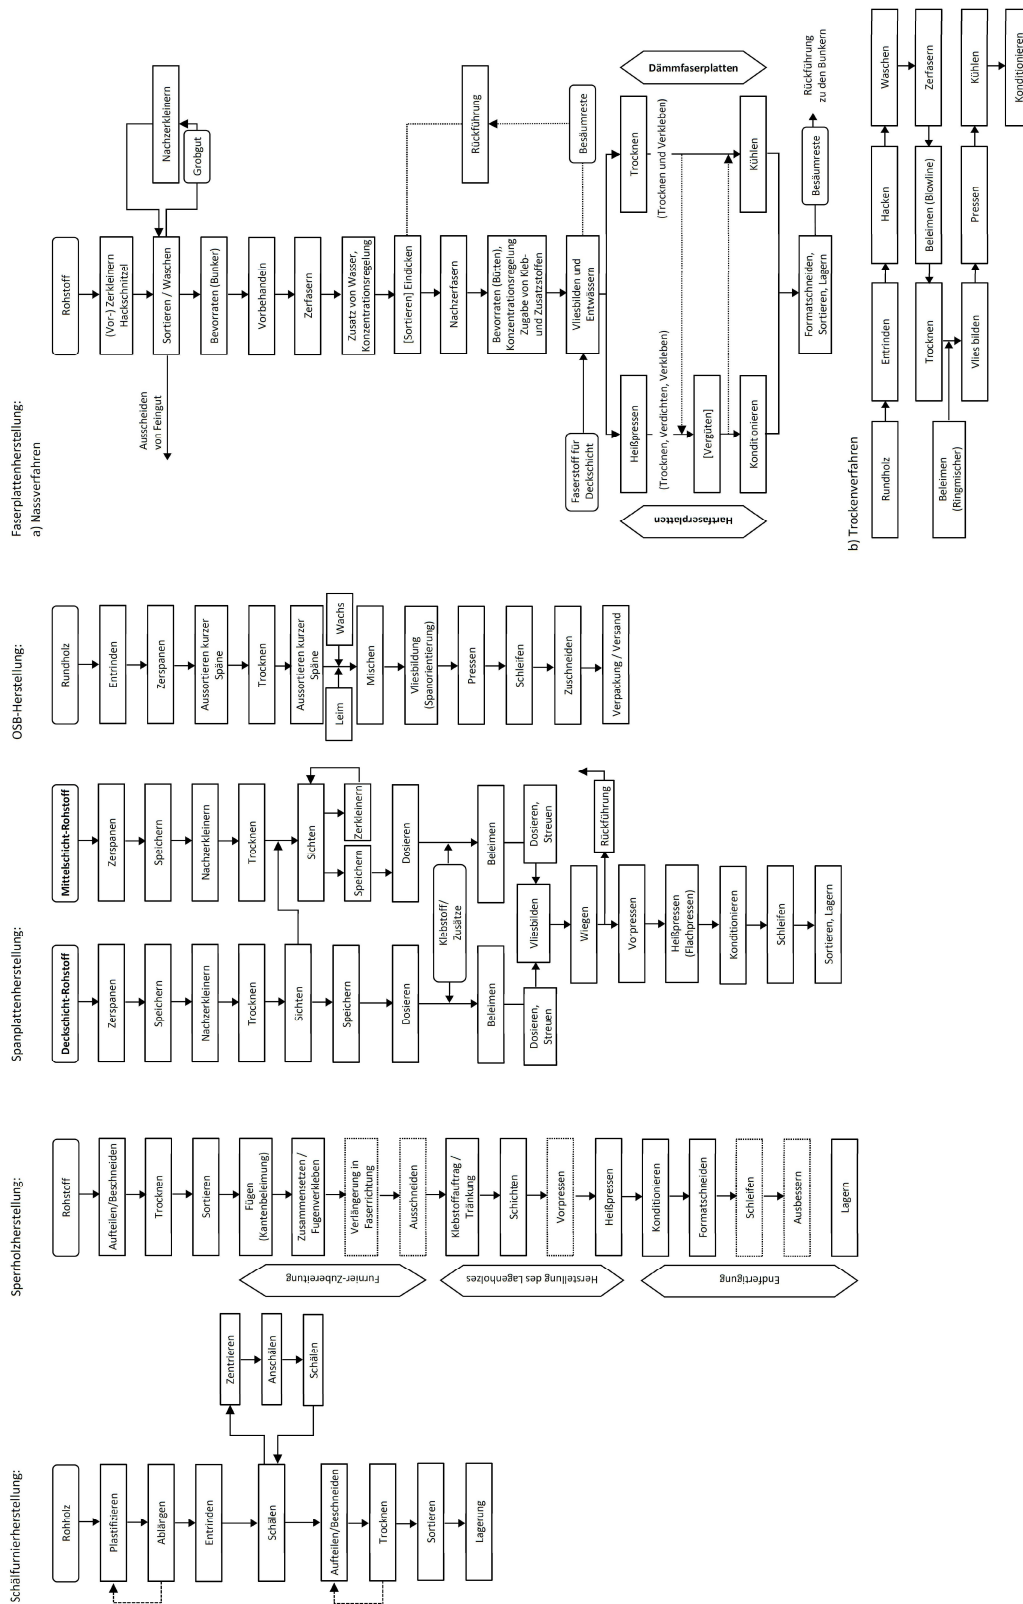 Schälfurnierherstellung:
Rohholz
Plastifizieren
Ablärgen
Entrinden
Schälen
Zentrieren
Anschälen
Schälen
Aufteilen/Beschneiden
Trocknen
Sortieren
Lagerung
Sperrholzherstellung:
Rohstcff
Aufteilen/Beschneiden
Trocknen
Sortieren
Fügen
(Kantenbeleimung)
Zusammensetzen /
Fugenverkleben
Verlängerung in
Faserrichtung
Ausschneiden
Furnier-Zubereitung
Klebstoffauftrag /
Tränkung
Schichten
Vorpressen
Heißpressen
Herstellung des Lagenholzes
Konditionieren
Formatschneiden
Schleifen
Ausbessern
Lagern
Endfertigung
Spanplattenherstellung:
Deckschicht-Rohstoff
Zerspanen
Speichern
Nachzerkleinern
Trocknen
Sichten
Speichern
Dosieren
Beleimen
Dosieren,
Streuen
Mittelschicht-Rohstoff
Zerspanen
Speichern
Nachzerkleinern
Trocknen
Sichten
Speichern
Zerkleinern
Dosieren
Klebstoff/
Zusätze
Beleimen
Dosieren,
Streuen
Vliesbilden
Wiegen
Rückführung
Vorpressen
Heißpressen
(Flachpressen)
Konditionieren
Schleifen
Sortieren, Lagern
OSB-Herstellung:
Rundholz
Entrinden
Zerspanen
Aussortieren kurzer
Späne
Trocknen
Aussortieren kurzer
Späne
Leim
Wachs
Mischen
Vliesbildung
(Spanorientierung)
Pressen
Schleifen
Zuschneiden
Verpackung / Versand
Faserplattenherstellung:
a) Nassverfahren
Rohstoff
(Vor-) Zerkleinern
Hackschnitzel
Sortieren / Waschen
Nachzerkleinern
Grobgut
Ausscheiden
von Feingut
Bevorraten (Bunker)
Vorbehandeln
Zerfasern
Zusatz von Wasser,
Konzentrationsregelung
[Sortieren] Eindicken
Rückführung
Nachzerfasern
Bevorraten (Bütten),
Konzentrationsregelung
Zugabe von Kleb-
und Zusatzstoffen
Faserstoff für
Deckschicht
Vliesbilden und
Entwässern
Besäumreste
Hartfaserplatten
Heißpressen
(Trocknen, Verdichten, Verkleben)
[Vergüten]
Konditionieren
Dämmfaserplatten
Trocknen
(Trocknen und Verkleben)
Kühlen
Formatschneiden,
Sortieren, Lagern
Besäumreste
Rückführung
zu den Bunkern
b) Trockenverfahren
Rundholz
Entrinden
Hacken
Waschen
Zerfasern
Beleimen (Blowline)
Trocknen
Beleimen
(Ringmischer)
Vlies bilden
Pressen
Kühlen
Konditionieren